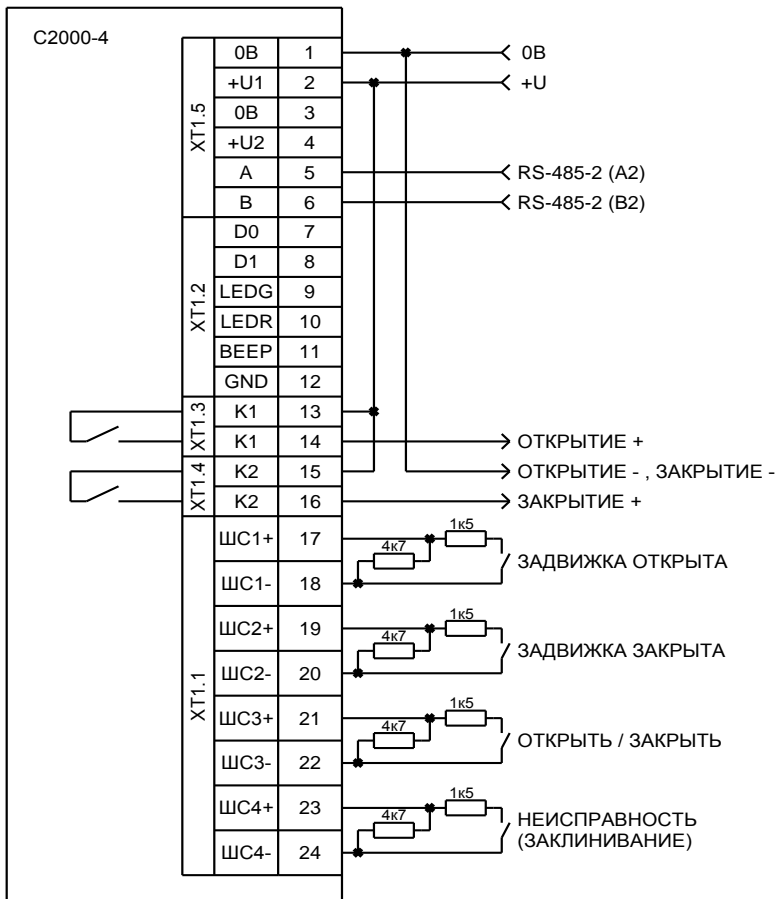 С2000-4
XT1.5
0В 1 0В
+U1 2 +U
0В 3
+U2 4
A 5 RS-485-2 (A2)
B 6 RS-485-2 (B2)
XT1.2
D0 7
D1 8
LEDG 9
LEDR 10
BEEP 11
GND 12
XT1.3
К1 13
К1 14 ОТКРЫТИЕ +
XT1.4
К2 15 ОТКРЫТИЕ - , ЗАКРЫТИЕ -
К2 16 ЗАКРЫТИЕ +
XT1.1
ШС1+ 17 4к7 1к5
ЗАДВИЖКА ОТКРЫТА
ШС1- 18
ШС2+ 19 4к7 1к5
ЗАДВИЖКА ЗАКРЫТА
ШС2- 20
ШС3+ 21 4к7 1к5
ОТКРЫТЬ / ЗАКРЫТЬ
ШС3- 22
ШС4+ 23 4к7 1к5
НЕИСПРАВНОСТЬ
(ЗАКЛИНИВАНИЕ)
ШС4- 24